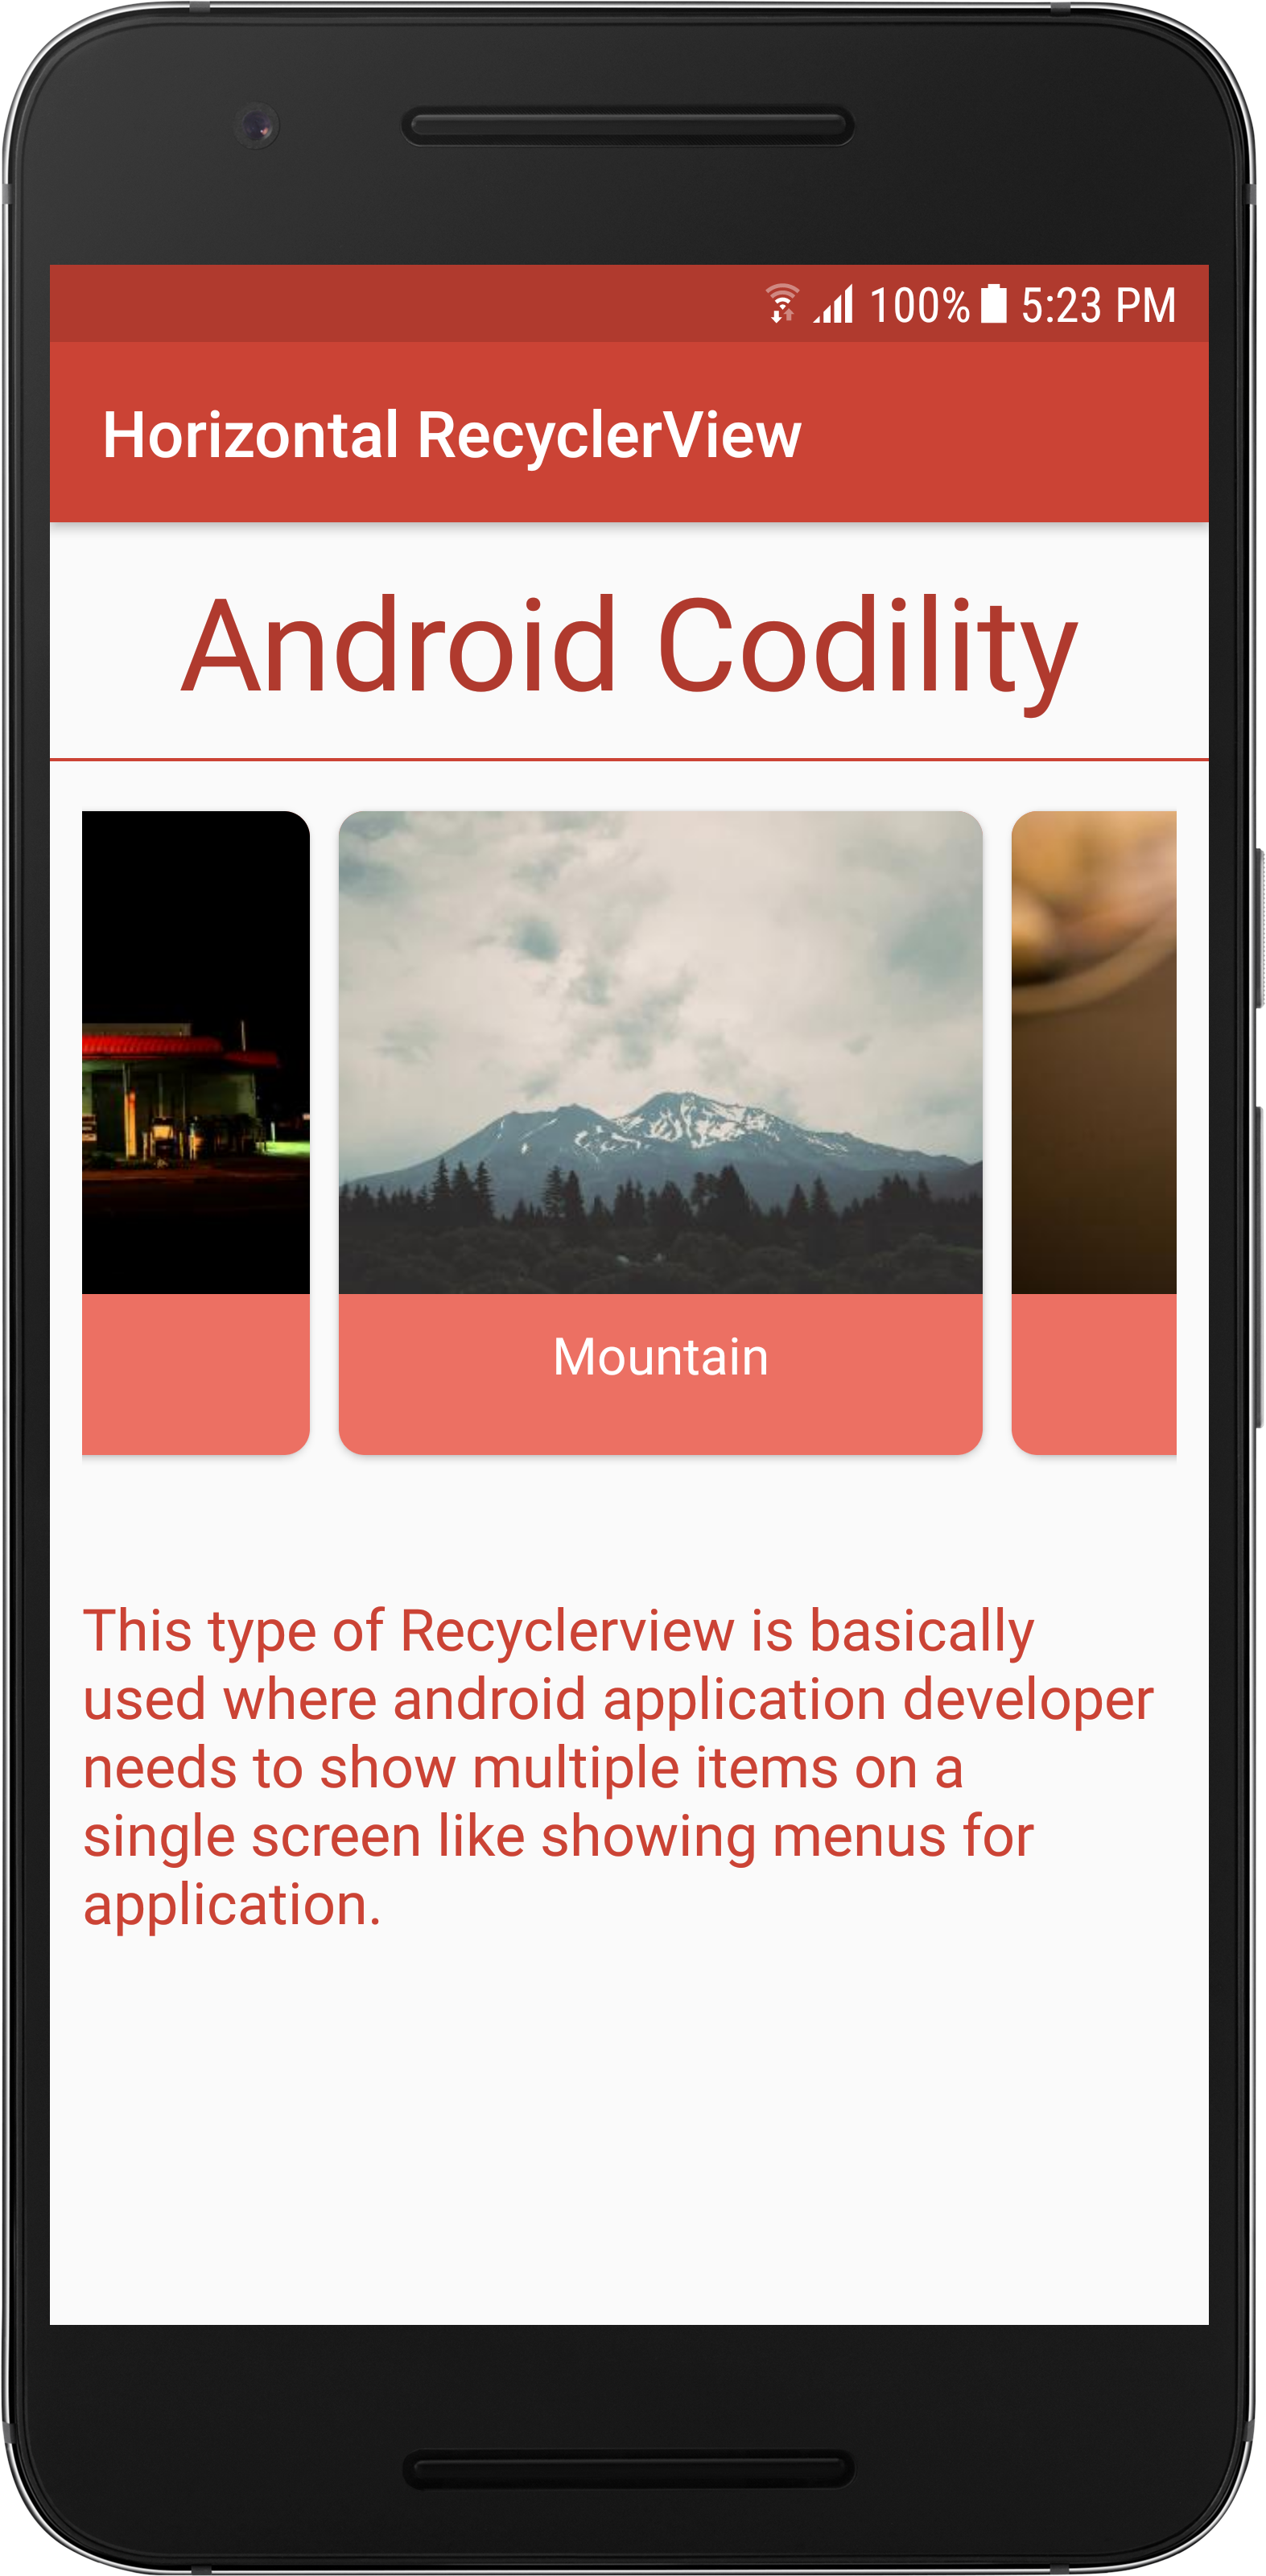 100% 5:23 PM
Horizontal RecyclerView
Android Codility
Mountain
This type of Recyclerview is basically
used where android application developer
needs to show multiple items on a
single screen like showing menus for
application.